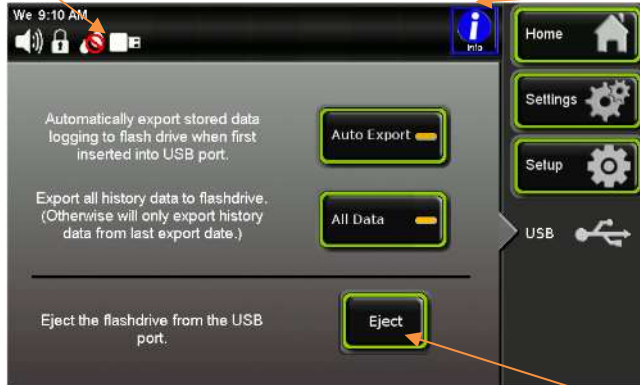 We 9:10 AM
Info
Home
Automatically export stored data
logging to flash drive when first
inserted into USB port.
Auto Export
Settings
Setup
Export all history data to flashdrive.
(Otherwise will only export history
data from last export date.)
All Data
USB
Eject the flashdrive from the USB
port.
Eject